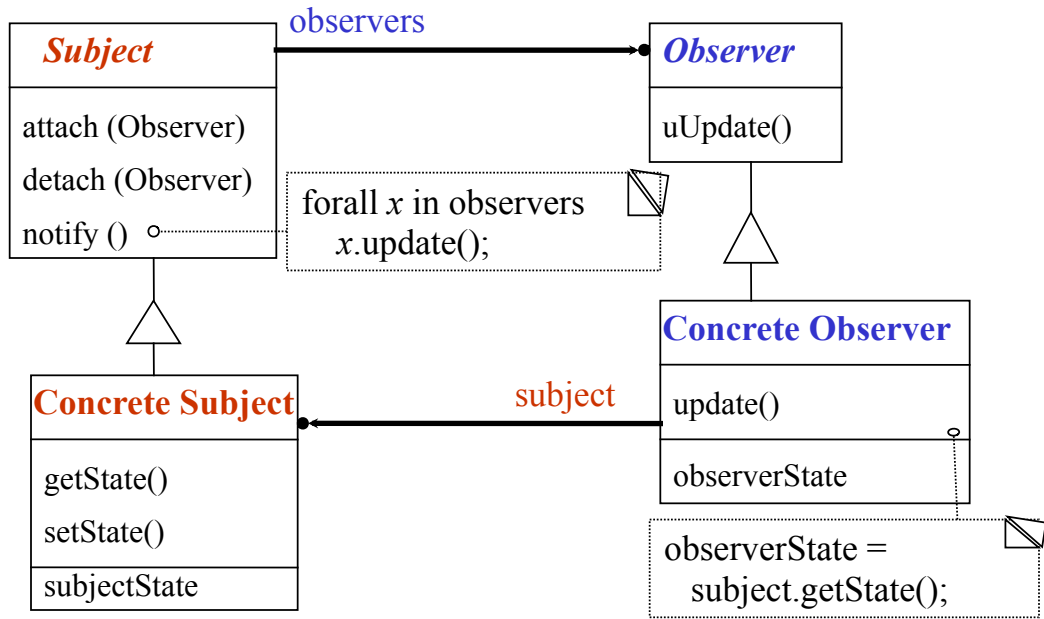 observers
Subject
attach (Observer)
detach (Observer)
notify ()
forall x in observers
x.update();
Observer
uUpdate()
Concrete Subject
getState()
setState()
subjectState
subject
Concrete Observer
update()
observerState
observerState =
subject.getState();